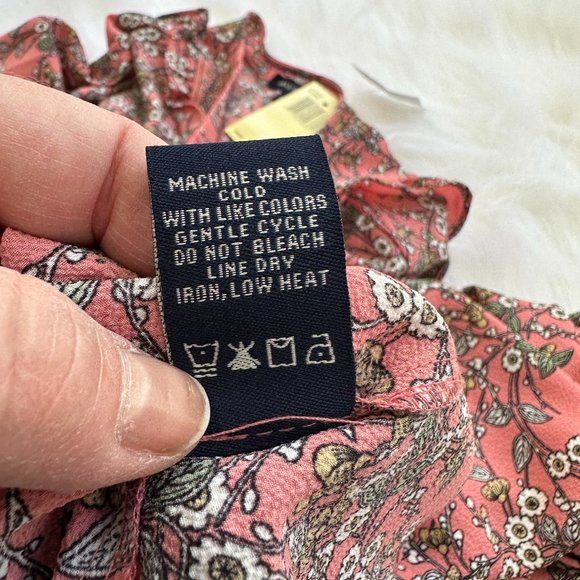 MACHINE WASH
COLD
WITH LIKE COLORS
GENTLE CYCLE
DO NOT BLEACH
LINE DRY
IRON, LOW HEAT